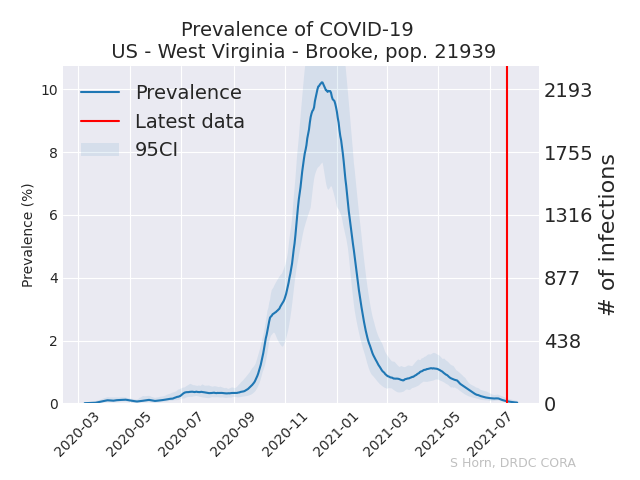 Prevalence of COVID-19
US - West Virginia - Brooke, pop. 21939
Prevalence
Latest data
95CI
Prevalence (%)
10
8
6
4
2
0
2193
1755
1316
877
438
0
# of infections
2020-03
2020-05
2020-07
2020-09
2020-11
2021-01
2021-03
2021-05
2021-07
S Horn, DRDC CORA